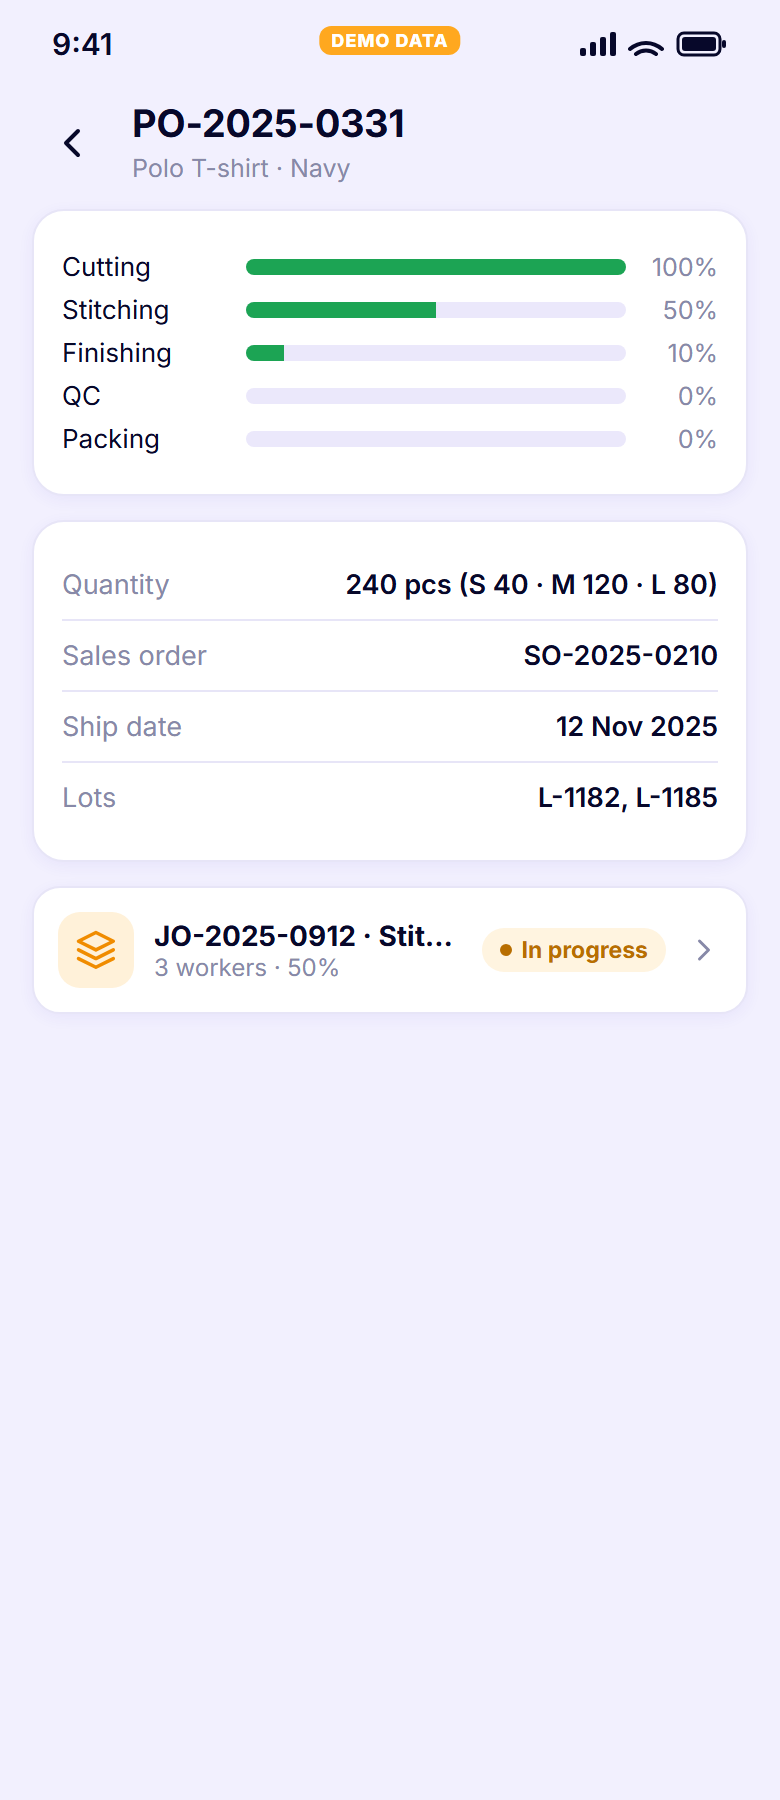 9:41
DEMO DATA
PO-2025-0331
Polo T-shirt · Navy
Cutting 100%
Stitching 50%
Finishing 10%
QC 0%
Packing 0%
Quantity 240 pcs (S 40 · M 120 · L 80)
Sales order SO-2025-0210
Ship date 12 Nov 2025
Lots L-1182, L-1185
JO-2025-0912 · Stit...
In progress
3 workers · 50%